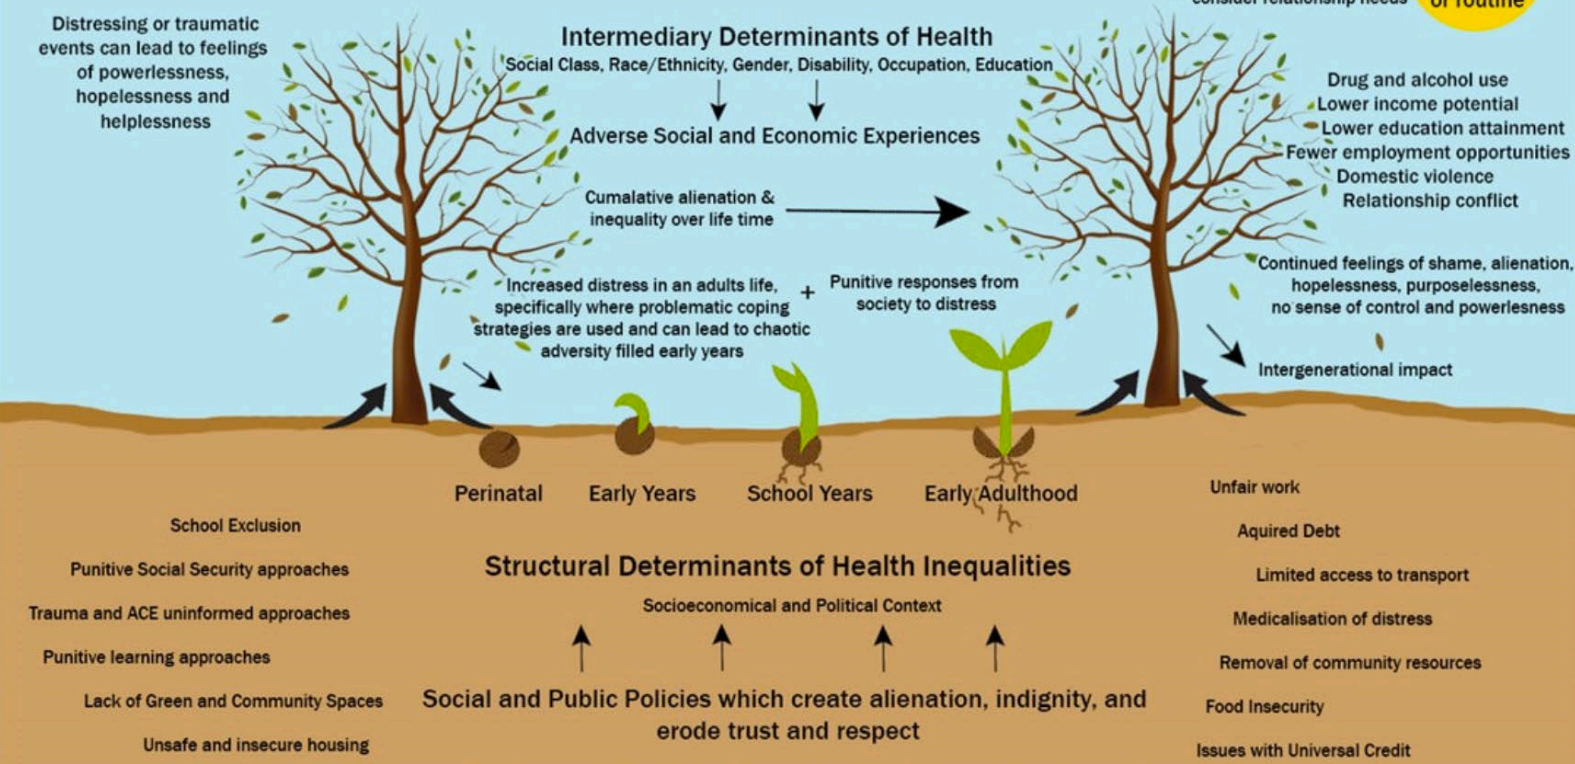 consider relationship needs
or routine
Distressing or traumatic
events can lead to feelings
of powerlessness,
hopelessness and
helplessness
Intermediary Determinants of Health
Social Class, Race/Ethnicity, Gender, Disability, Occupation, Education
Adverse Social and Economic Experiences
Cumalative alienation &
inequality over life time
Drug and alcohol use
Lower income potential
Lower education attainment
Fewer employment opportunities
Domestic violence
Relationship conflict
Increased distress in an adults life,
specifically where problematic coping
strategies are used and can lead to chaotic
adversity filled early years
+
Punitive responses from
society to distress
Continued feelings of shame, alienation,
hopelessness, purposelessness,
no sense of control and powerlessness
Intergenerational impact
Perinatal
Early Years
School Years
Early Adulthood
School Exclusion
Punitive Social Security approaches
Trauma and ACE uninformed approaches
Punitive learning approaches
Lack of Green and Community Spaces
Unsafe and insecure housing
Structural Determinants of Health Inequalities
Socioeconomical and Political Context
Social and Public Policies which create alienation, indignity, and
erode trust and respect
Unfair work
Aquired Debt
Limited access to transport
Medicalisation of distress
Removal of community resources
Food Insecurity
Issues with Universal Credit